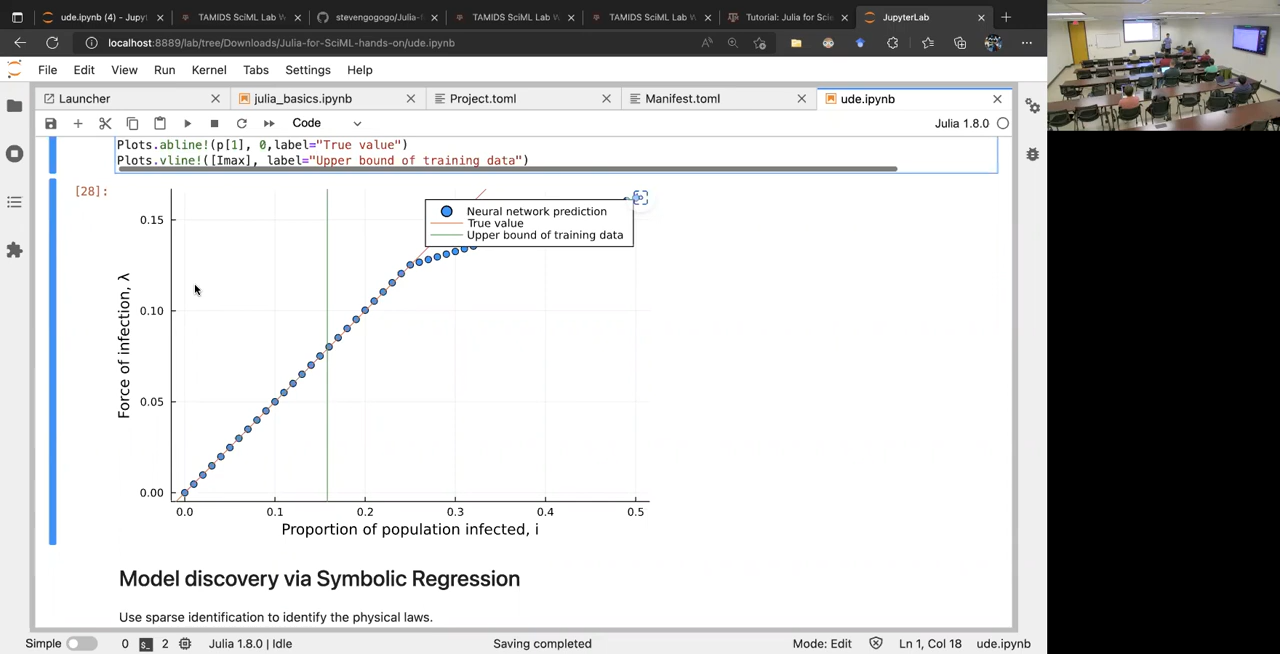 ude.ipynb (4) - Jupyt
TAMIDS SciML Lab W
stevengogogo/Julia-
TAMIDS SciML Lab W
TAMIDS SciML Lab W
Tutorial: Julia for Scie
JupyterLab
localhost:8889/lab/tree/Downloads/Julia-for-SciML-hands-on/ude.ipynb
File Edit View Run Kernel Tabs Settings Help
Launcher
julia_basics.ipynb
Project.toml
Manifest.toml
ude.ipynb
Code
Julia 1.8.0
Plots.abline!(p[1], 0,label="True value")
Plots.vline!([Imax], label="Upper bound of training data")
[28]:
Neural network prediction
True value
Upper bound of training data
0.15
0.10
0.05
0.00
Force of infection, λ
0.0 0.1 0.2 0.3 0.4 0.5
Proportion of population infected, i
Model discovery via Symbolic Regression
Use sparse identification to identify the physical laws.
Simple 0 2 Julia 1.8.0 | Idle Saving completed Mode: Edit Ln 1, Col 18 ude.ipynb